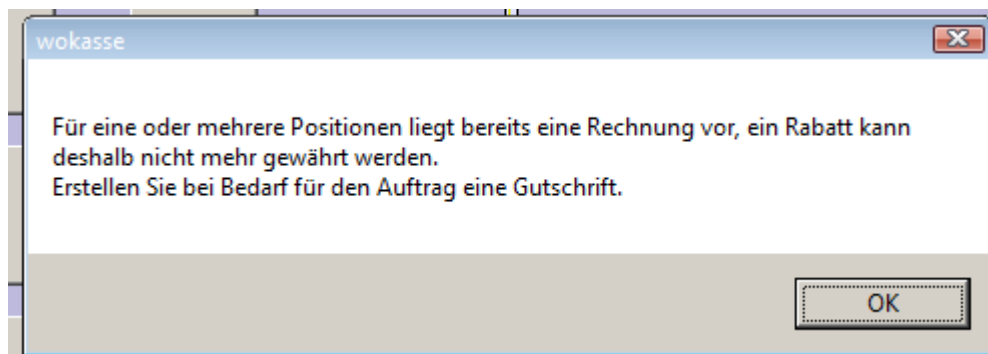 wokasse
Für eine oder mehrere Positionen liegt bereits eine Rechnung vor, ein Rabatt kann
deshalb nicht mehr gewährt werden.
Erstellen Sie bei Bedarf für den Auftrag eine Gutschrift.
OK